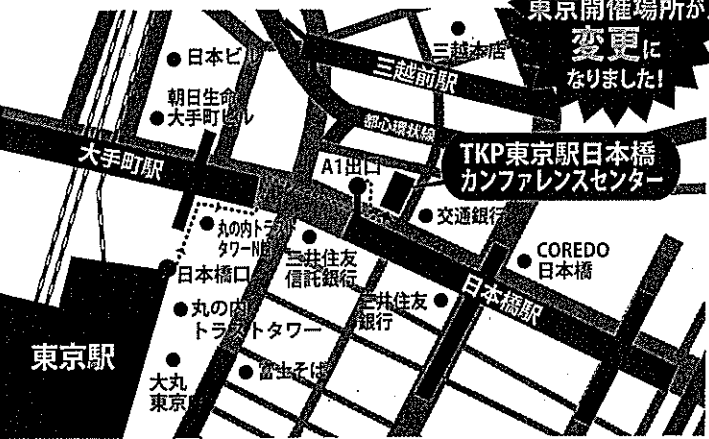 東京開催場所が
変更に
なりました!
日本ビル
三越本店
三越前駅
朝日生命
大手町ビル
都心環状線
大手町駅
A1出口
TKP東京駅日本橋
カンファレンスセンター
丸の内トラスト
タワーN館
交通銀行
三井住友
信託銀行
COREDO
日本橋
日本橋口
日本橋駅
三井住友
銀行
丸の内
トラストタワー
東京駅
富士そば
大丸
東京